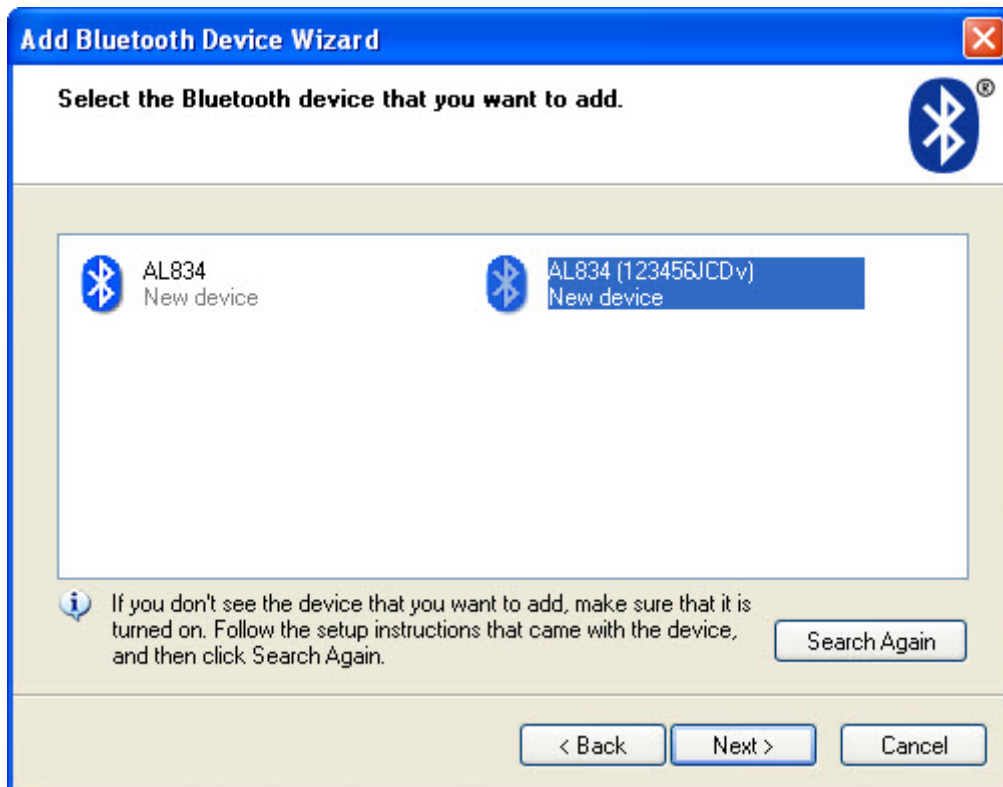 Add Bluetooth Device Wizard
Select the Bluetooth device that you want to add.
®
AL834
New device
AL834 (123456JCDv)
New device
If you don't see the device that you want to add, make sure that it is
turned on. Follow the setup instructions that came with the device,
and then click Search Again.
Search Again
< Back
Next >
Cancel